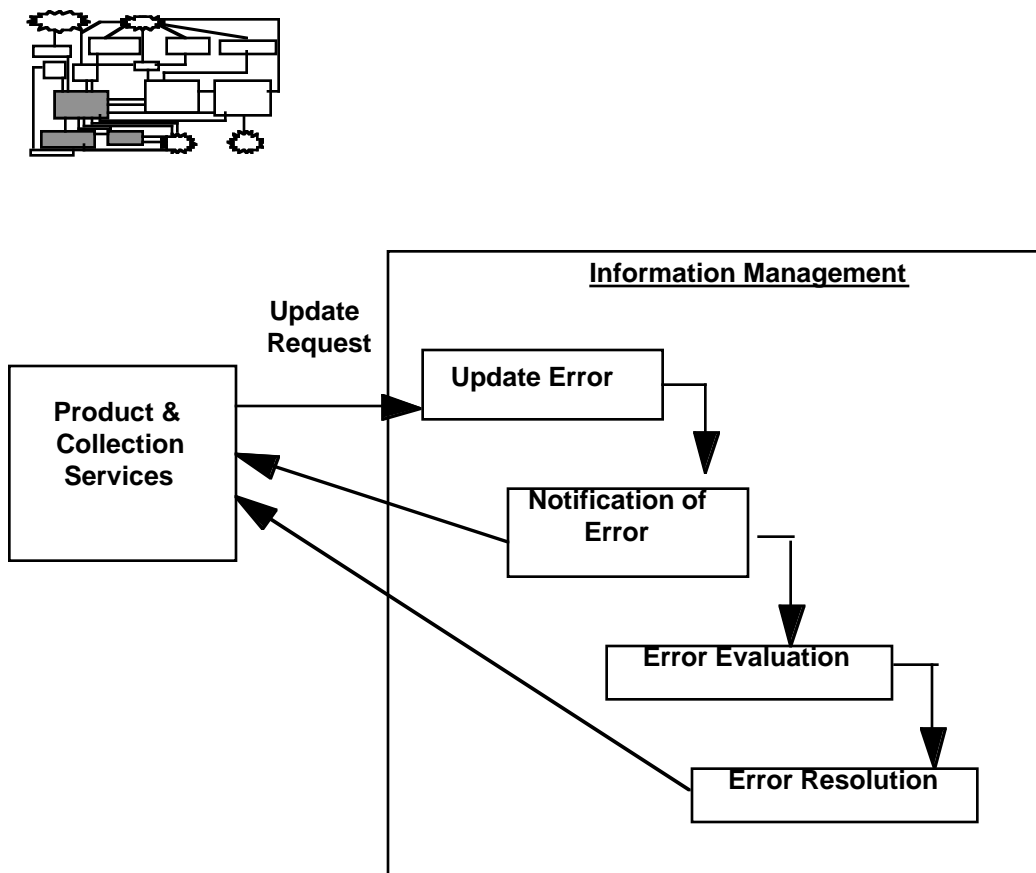 Information Management
Update
Request
Update Error
Product &
Collection
Services
Notification of
Error
Error Evaluation
Error Resolution